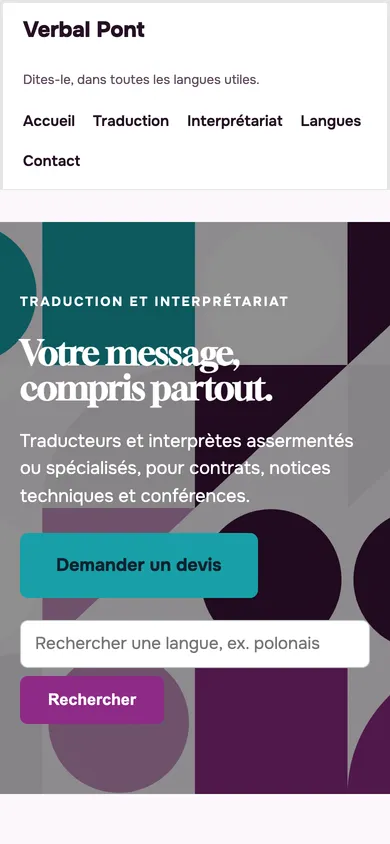 Verbal Pont
Dites-le, dans toutes les langues utiles.
Accueil Traduction Interprétariat Langues
Contact
TRADUCTION ET INTERPRÉTARIAT
Votre message,
compris partout.
Traducteurs et interprètes assermentés
ou spécialisés, pour contrats, notices
techniques et conférences.
Demander un devis
Rechercher une langue, ex. polonais
Rechercher